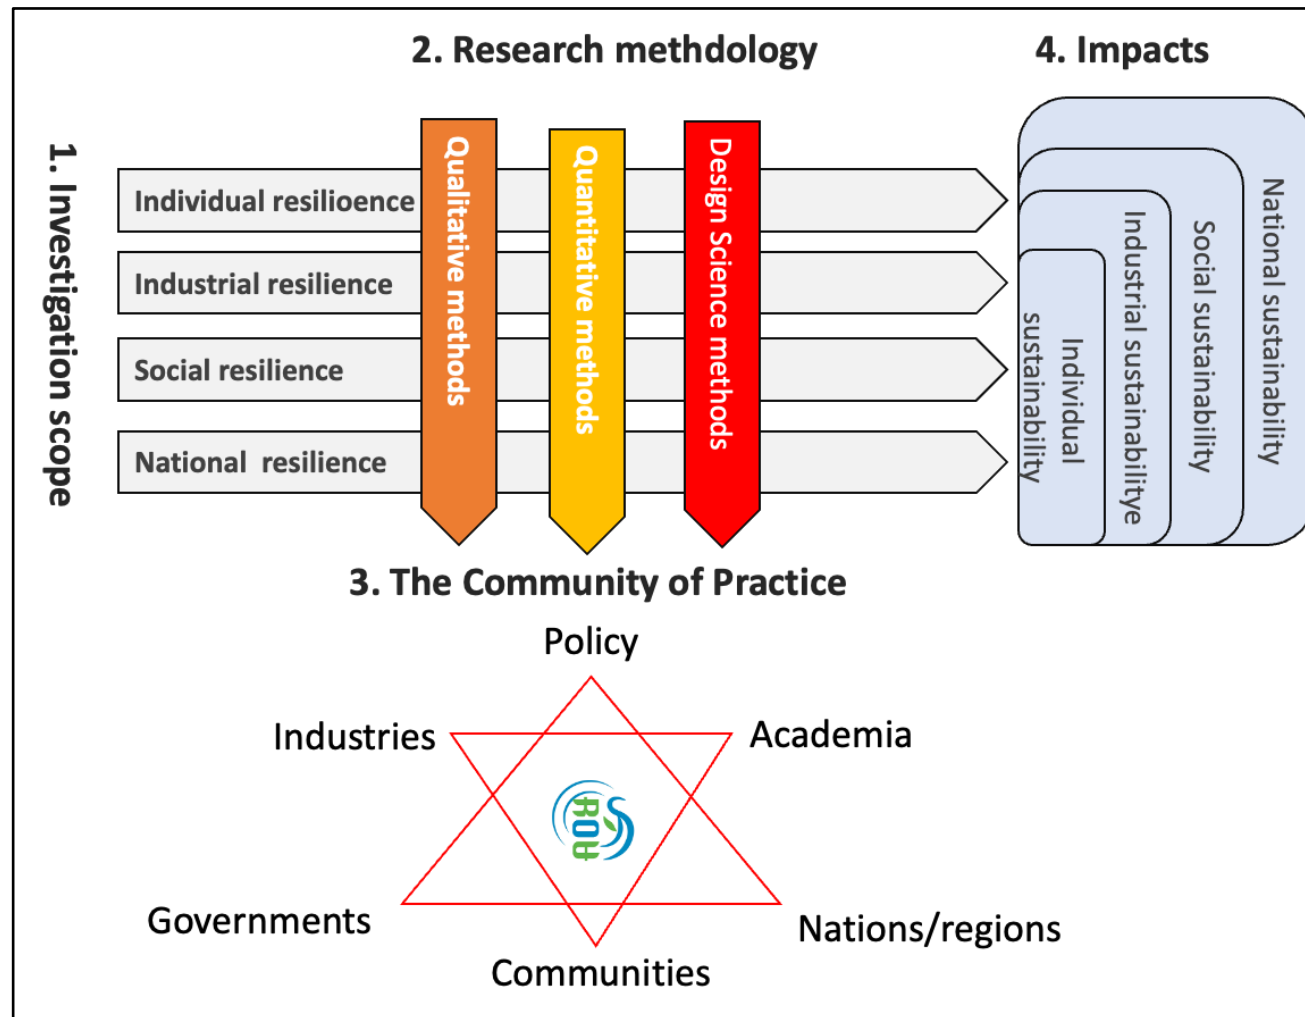 2. Research methdology
4. Impacts
1. Investigation scope
Individual resilioence
Industrial resilience
Social resilience
National  resilience
Qualitative methods
Quantitative methods
Design Science methods
Individual
sustainability
Industrial sustainabilitye
Social sustainability
National sustainability
3. The Community of Practice
Policy
Industries
Academia
Governments
Nations/regions
Communities